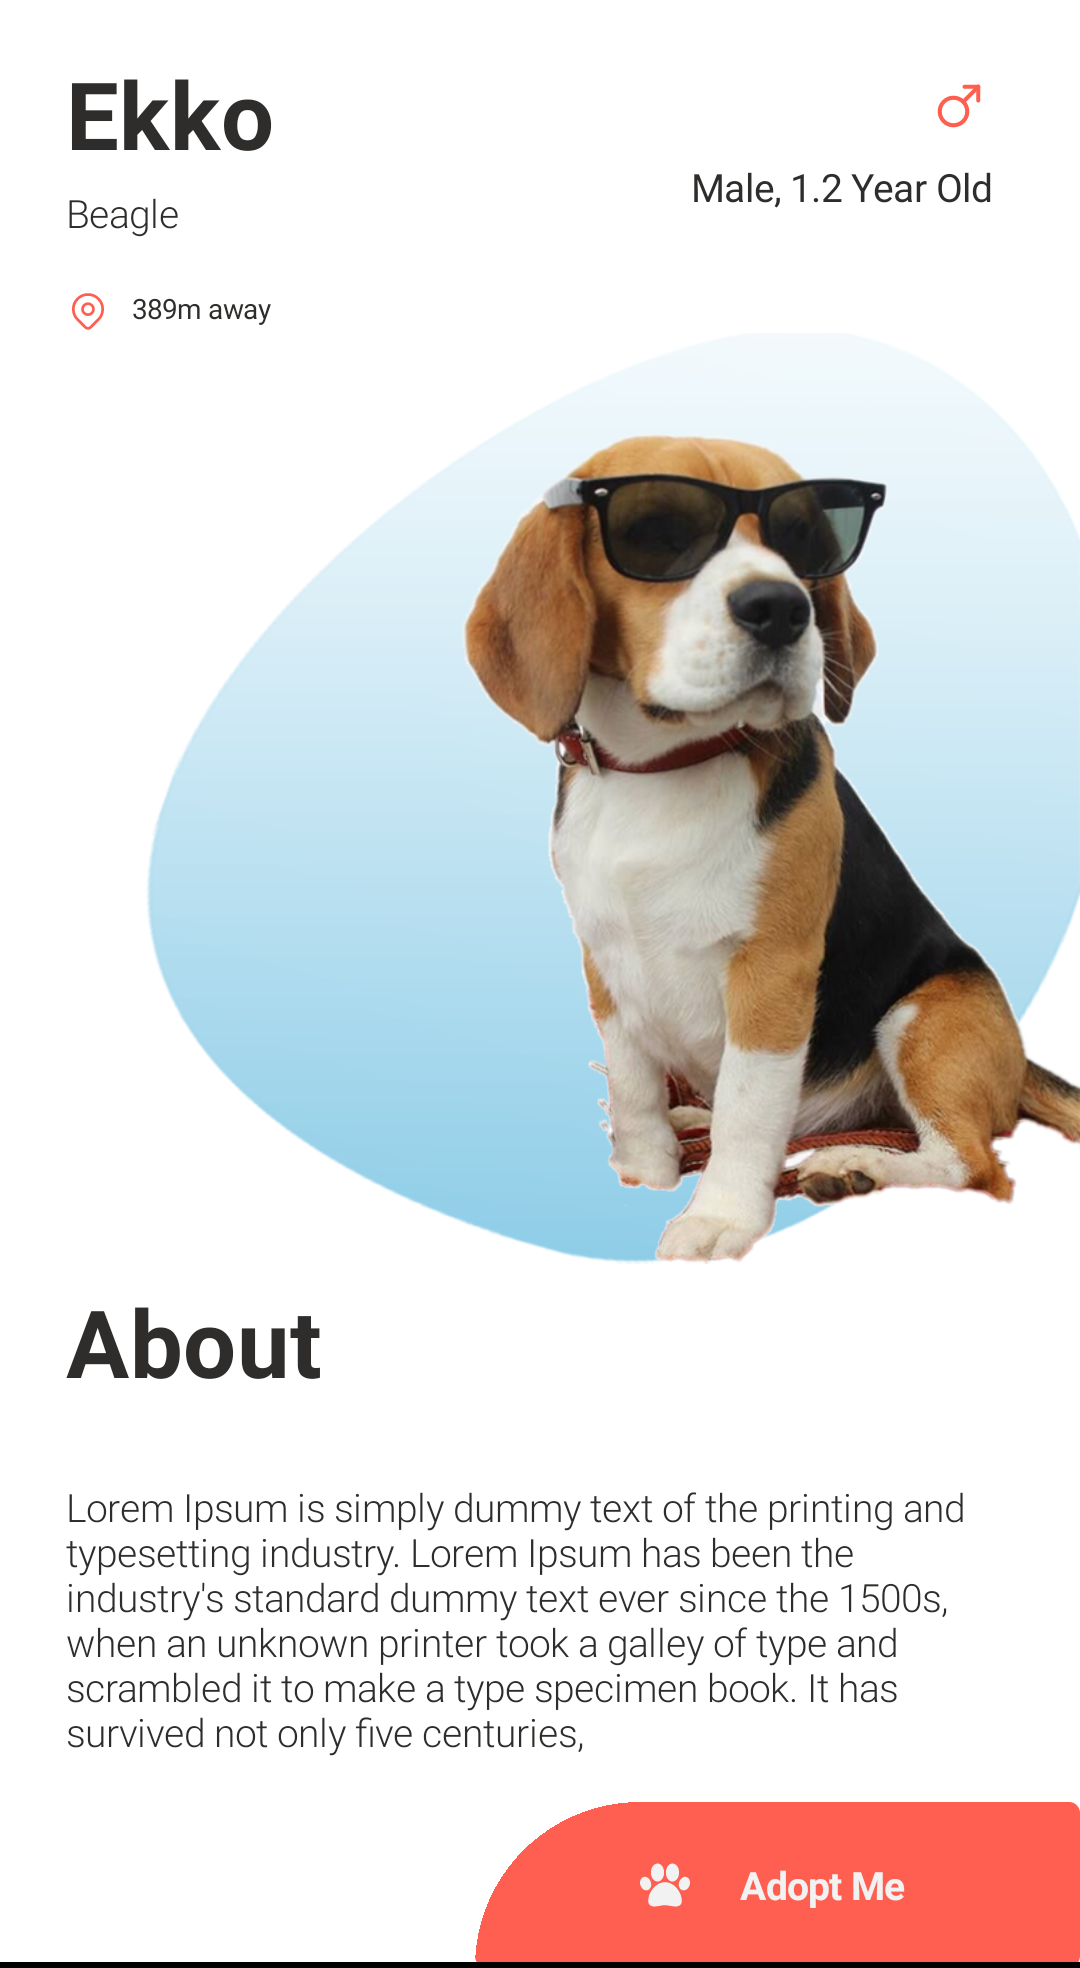 Ekko
Male, 1.2 Year Old
Beagle
389m away
About
Lorem Ipsum is simply dummy text of the printing and
typesetting industry. Lorem Ipsum has been the
industry's standard dummy text ever since the 1500s,
when an unknown printer took a galley of type and
scrambled it to make a type specimen book. It has
survived not only five centuries,
Adopt Me